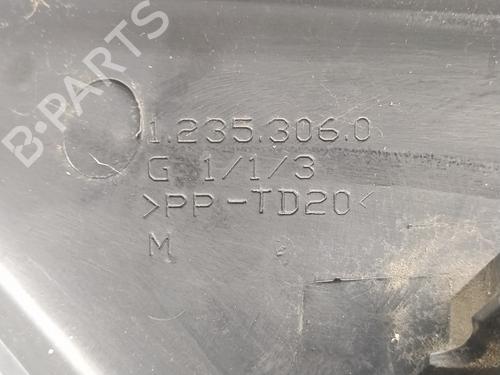 B-PARTS
1.235.306.0
G 1/1/3
>PP-TD20<
M